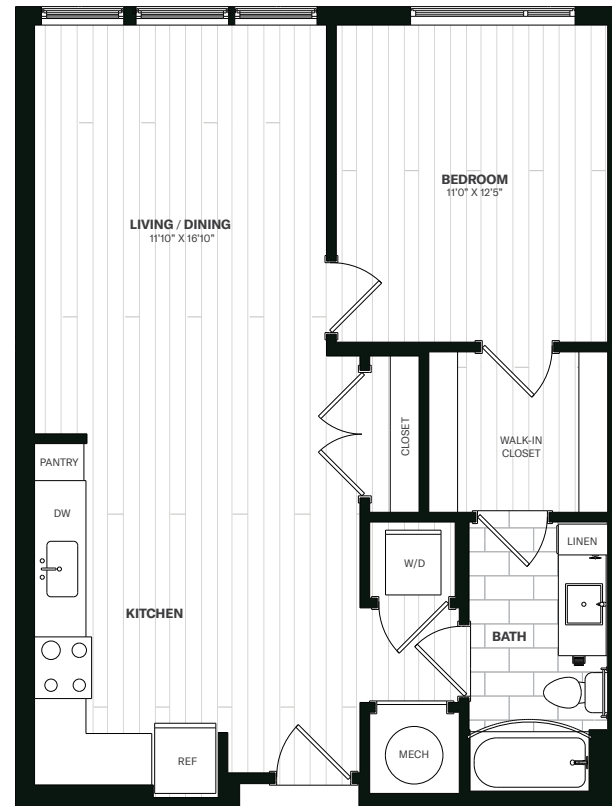 BEDROOM
11'0" X 12'5"
LIVING / DINING
11'10" X 16'10"
CLOSET
WALK-IN
CLOSET
PANTRY
DW
LINEN
W/D
KITCHEN
BATH
REF
MECH